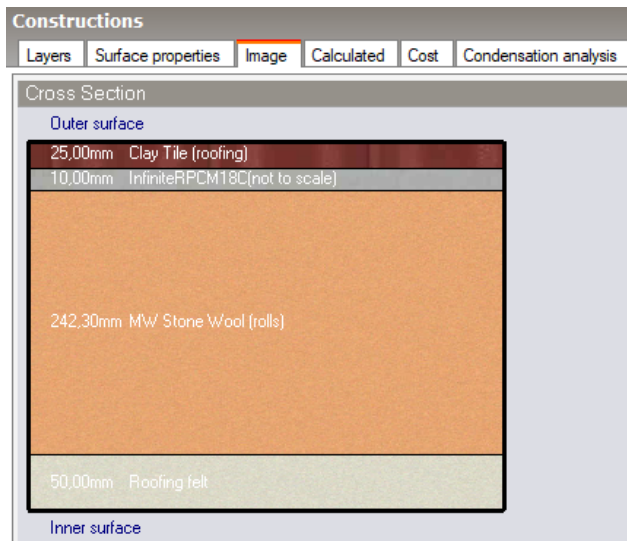 Constructions
Layers Surface properties Image Calculated Cost Condensation analysis
Cross Section
Outer surface
25,00mm Clay Tile (roofing)
10,00mm InfiniteRPCM18C(not to scale)
242,30mm MW Stone Wool (rolls)
50,00mm Roofing felt
Inner surface